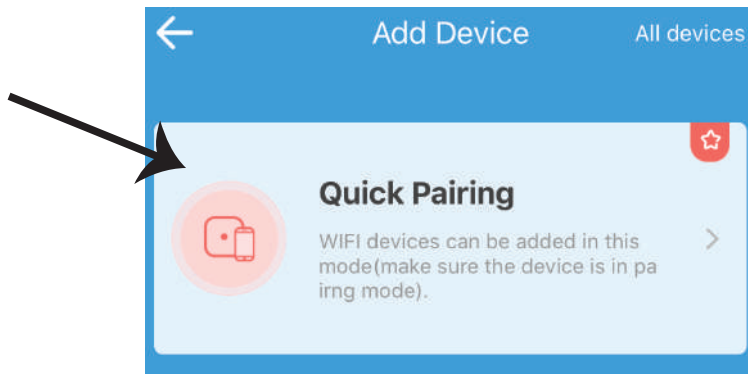 Add Device All devices
Quick Pairing
WIFI devices can be added in this
mode(make sure the device is in pa
irng mode).